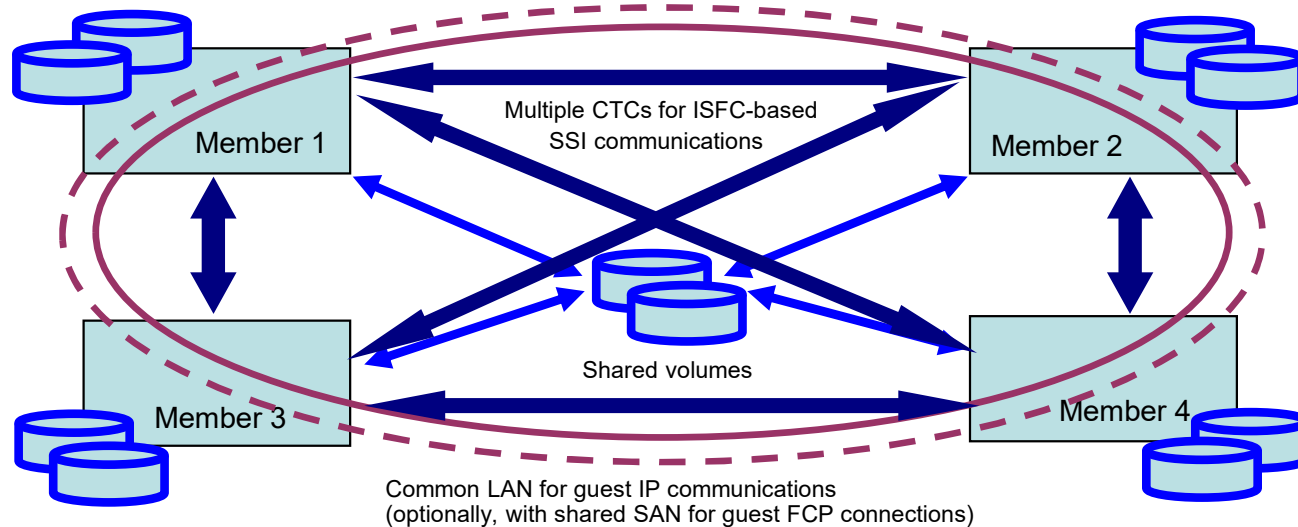 Member 1
Multiple CTCs for ISFC-based
SSI communications
Member 2
Shared volumes
Member 3
Member 4
Common LAN for guest IP communications
(optionally, with shared SAN for guest FCP connections)